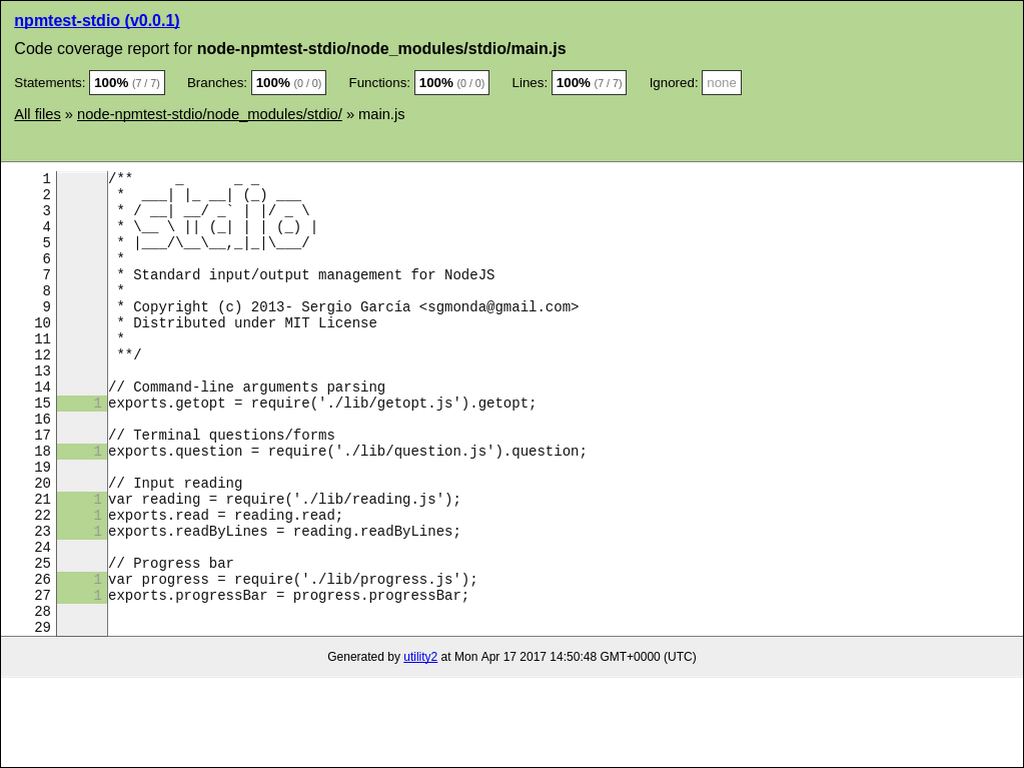 npmtest-stdio (v0.0.1)
Code coverage report for node-npmtest-stdio/node_modules/stdio/main.js
Statements: 100% (7 / 7) Branches: 100% (0 / 0) Functions: 100% (0 / 0) Lines: 100% (7 / 7) Ignored: none
All files » node-npmtest-stdio/node_modules/stdio/ » main.js
1 /**     _      _ _
2  *  ___| |_ __| (_) ___
3  * / __| __/ _` | |/ _ \
4  * \__ \ || (_| | | (_) |
5  * |___/\__\__,_|_|\___/
6  *
7  * Standard input/output management for NodeJS
8  *
9  * Copyright (c) 2013- Sergio García <sgmonda@gmail.com>
10  * Distributed under MIT License
11  *
12  **/
13
14 // Command-line arguments parsing
15 1 exports.getopt = require('./lib/getopt.js').getopt;
16
17 // Terminal questions/forms
18 1 exports.question = require('./lib/question.js').question;
19
20 // Input reading
21 1 var reading = require('./lib/reading.js');
22 1 exports.read = reading.read;
23 1 exports.readByLines = reading.readByLines;
24
25 // Progress bar
26 1 var progress = require('./lib/progress.js');
27 1 exports.progressBar = progress.progressBar;
28
29
Generated by utility2 at Mon Apr 17 2017 14:50:48 GMT+0000 (UTC)